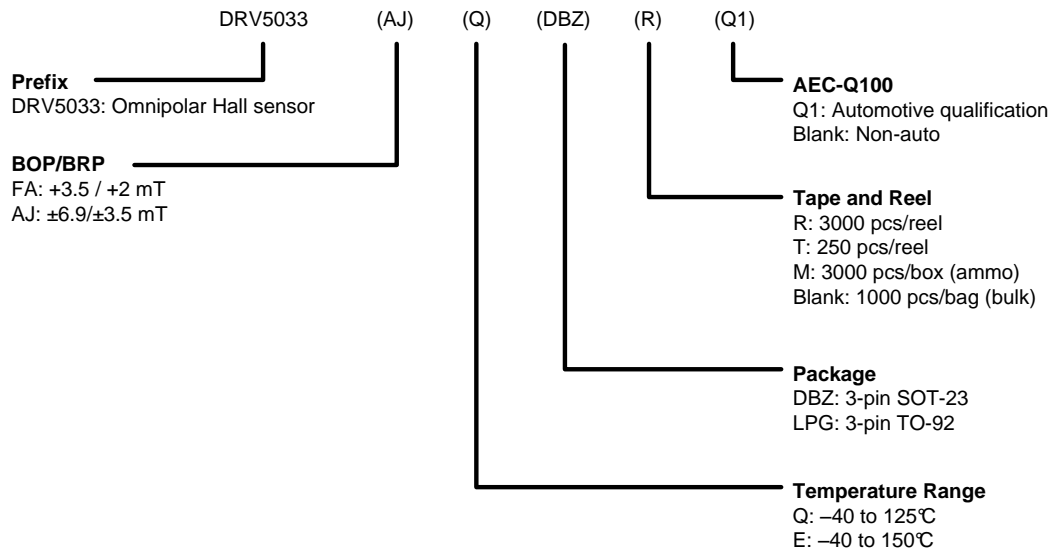 DRV5033 (AJ) (Q) (DBZ) (R) (Q1)
Prefix
DRV5033: Omnipolar Hall sensor
BOP/BRP
FA: +3.5 / +2 mT
AJ: ±6.9/±3.5 mT
AEC-Q100
Q1: Automotive qualification
Blank: Non-auto
Tape and Reel
R: 3000 pcs/reel
T: 250 pcs/reel
M: 3000 pcs/box (ammo)
Blank: 1000 pcs/bag (bulk)
Package
DBZ: 3-pin SOT-23
LPG: 3-pin TO-92
Temperature Range
Q: –40 to 125°C
E: –40 to 150°C